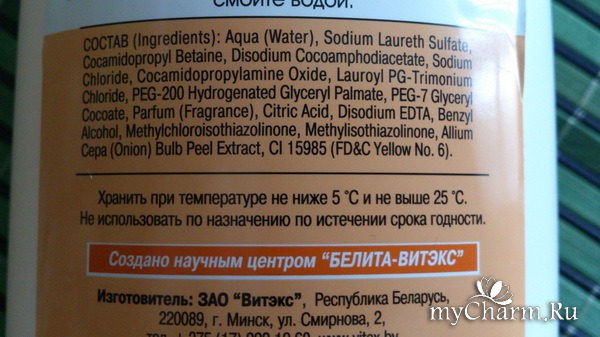 смойте водой.
СОСТАВ (Ingredients): Aqua (Water), Sodium Laureth Sulfate,
Cocamidopropyl Betaine, Disodium Cocoamphodiacetate, Sodium
Chloride, Cocamidopropylamine Oxide, Lauroyl PG-Trimonium
Chloride, PEG-200 Hydrogenated Glyceryl Palmate, PEG-7 Glyceryl
Cocoate, Parfum (Fragrance), Citric Acid, Disodium EDTA, Benzyl
Alcohol, Methylchloroisothiazolinone, Methylisothiazolinone, Allium
Cepa (Onion) Bulb Peel Extract, CI 15985 (FD&C Yellow No. 6).
Хранить при температуре не ниже 5 °C и не выше 25 °C.
Не использовать по назначению по истечении срока годности.
Создано научным центром "БЕЛИТА-ВИТЭКС"
Изготовитель: ЗАО "Витэкс", Республика Беларусь,
220089, г. Минск, ул. Смирнова, 2,
myCharm.Ru